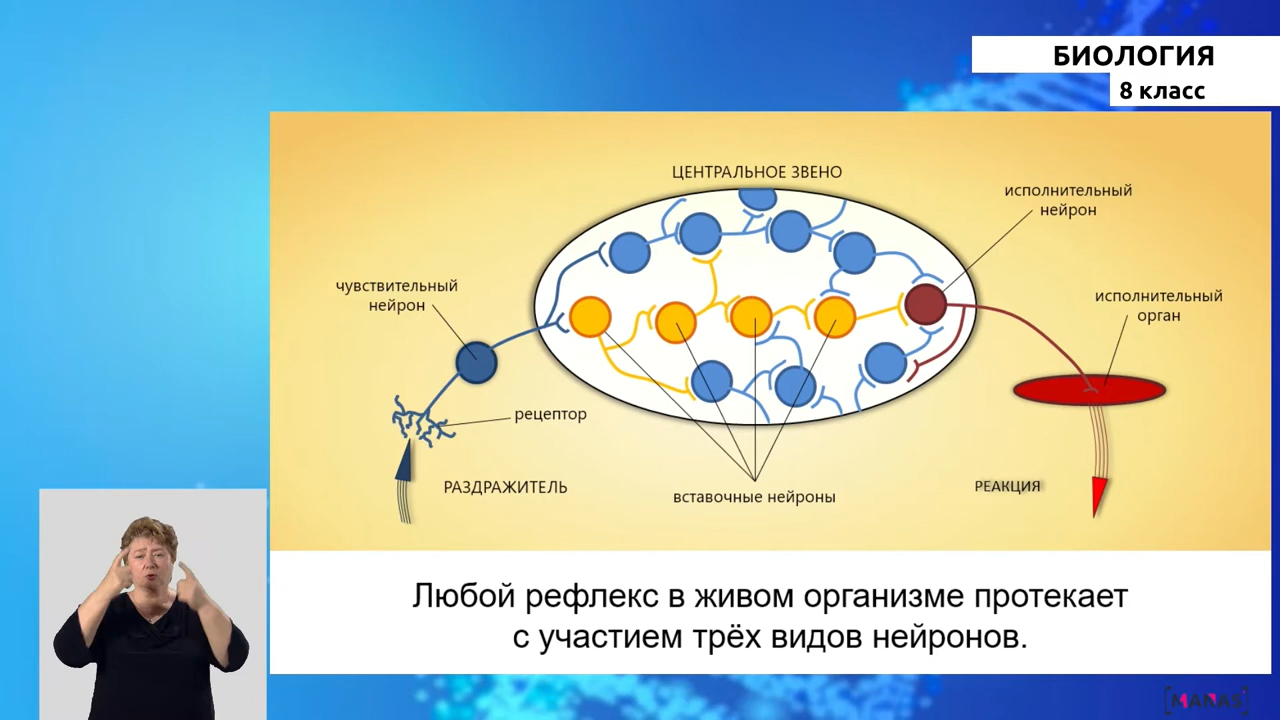 БИОЛОГИЯ
8 класс
ЦЕНТРАЛЬНОЕ ЗВЕНО
исполнительный
нейрон
чувствительный
нейрон
исполнительный
орган
рецептор
РАЗДРАЖИТЕЛЬ
вставочные нейроны
РЕАКЦИЯ
Любой рефлекс в живом организме протекает
с участием трёх видов нейронов.
MANAS